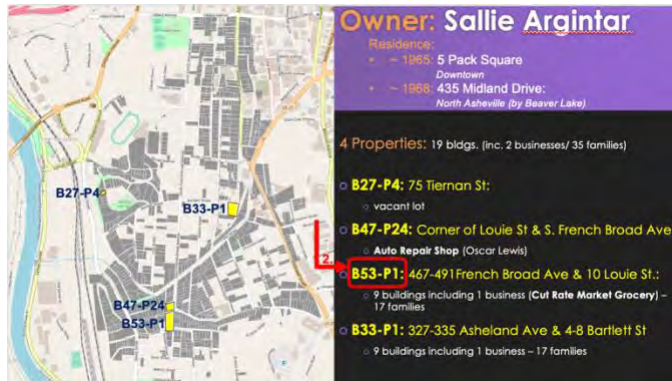 Owner: Sallie Argintar
Residence:
~ 1965: 5 Pack Square
Downtown
~ 1968: 435 Midland Drive:
North Asheville (by Beaver Lake)
4 Properties: 19 bldgs. (inc. 2 businesses/ 35 families)
B27-P4: 75 Tiernan St:
vacant lot
B47-P24: Corner of Louie St & S. French Broad Ave
Auto Repair Shop (Oscar Lewis)
2.
B53-P1: 467-491French Broad Ave & 10 Louie St.:
9 buildings including 1 business (Cut Rate Market Grocery) –
17 families
B33-P1: 327-335 Asheland Ave & 4-8 Bartlett St
9 buildings including 1 business – 17 families
B27-P4
B33-P1
B47-P24
B53-P1